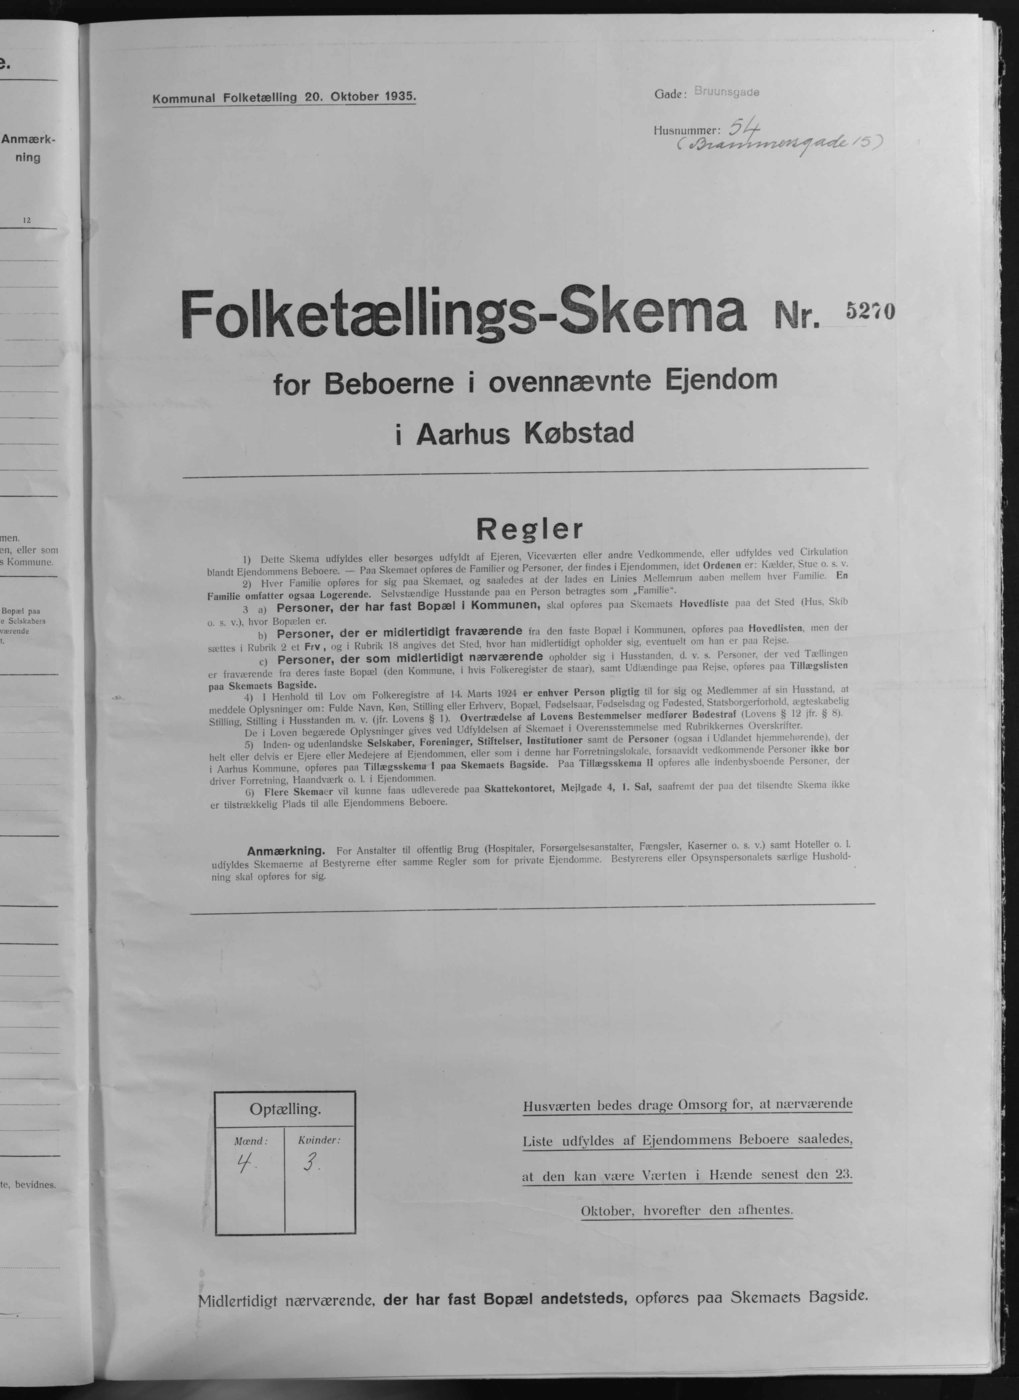 e.
Anmærk-
ning
12
men.
en, eller som
s Kommune.
Bopæl paa
e Selskabers
værende
te, bevidnes.
Kommunal Folketælling 20. Oktober 1935.
Gade: Bruunsgade
Husnummer: 54
(Brammersgade 15)
Folketællings-Skema Nr. 5270
for Beboerne i ovennævnte Ejendom
i Aarhus Købstad
Regler
1) Dette Skema udfyldes eller besørges udfyldt af Ejeren, Viceværten eller andre Vedkommende, eller udfyldes ved Cirkulation
blandt Ejendommens Beboere. — Paa Skemaet opføres de Familier og Personer, der findes i Ejendommen, idet Ordenen er: Kælder, Stue o. s. v.
2) Hver Familie opføres for sig paa Skemaet, og saaledes at der lades en Linies Mellemrum aaben mellem hver Familie. En
Familie omfatter ogsaa Logerende. Selvstændige Husstande paa en Person betragtes som „Familie“.
3 a) Personer, der har fast Bopæl i Kommunen, skal opføres paa Skemaets Hovedliste paa det Sted (Hus, Skib
o. s. v.), hvor Bopælen er.
b) Personer, der er midlertidigt fraværende fra den faste Bopæl i Kommunen, opføres paa Hovedlisten, men der
sættes i Rubrik 2 et Frv, og i Rubrik 18 angives det Sted, hvor han midlertidigt opholder sig, eventuelt om han er paa Rejse.
c) Personer, der som midlertidigt nærværende opholder sig i Husstanden, d. v. s. Personer, der ved Tællingen
er fraværende fra deres faste Bopæl (den Kommune, i hvis Folkeregister de staar), samt Udlændinge paa Rejse, opføres paa Tillægslisten
paa Skemaets Bagside.
4) I Henhold til Lov om Folkeregistre af 14. Marts 1924 er enhver Person pligtig til for sig og Medlemmer af sin Husstand, at
meddele Oplysninger om: Fulde Navn, Køn, Stilling eller Erhverv, Bopæl, Fødselsaar, Fødselsdag og Fødested, Statsborgerforhold, ægteskabelig
Stilling, Stilling i Husstanden m. v. (jfr. Lovens § 1). Overtrædelse af Lovens Bestemmelser medfører Bødestraf (Lovens § 12 jfr. § 8).
De i Loven begærede Oplysninger gives ved Udfyldelsen af Skemaet i Overensstemmelse med Rubrikkernes Overskrifter.
5) Inden- og udenlandske Selskaber, Foreninger, Stiftelser, Institutioner samt de Personer (ogsaa i Udlandet hjemmehørende), der
helt eller delvis er Ejere eller Medejere af Ejendommen, eller som i denne har Forretningslokale, forsaavidt vedkommende Personer ikke bor
i Aarhus Kommune, opføres paa Tillægsskema I paa Skemaets Bagside. Paa Tillægsskema II opføres alle indenbysboende Personer, der
driver Forretning, Haandværk o. l. i Ejendommen.
6) Flere Skemaer vil kunne faas udleverede paa Skattekontoret, Mejlgade 4, 1. Sal, saafremt der paa det tilsendte Skema ikke
er tilstrækkelig Plads til alle Ejendommens Beboere.
Anmærkning. For Anstalter til offentlig Brug (Hospitaler, Forsørgelsesanstalter, Fængsler, Kaserner o. s. v.) samt Hoteller o. l.
udfyldes Skemaerne af Bestyrerne efter samme Regler som for private Ejendomme. Bestyrerens eller Opsynspersonalets særlige Hushold-
ning skal opføres for sig.
Optælling.
Mænd: Kvinder:
4. 3.
Husværten bedes drage Omsorg for, at nærværende
Liste udfyldes af Ejendommens Beboere saaledes,
at den kan være Værten i Hænde senest den 23.
Oktober, hvorefter den afhentes.
Midlertidigt nærværende, der har fast Bopæl andetsteds, opføres paa Skemaets Bagside.